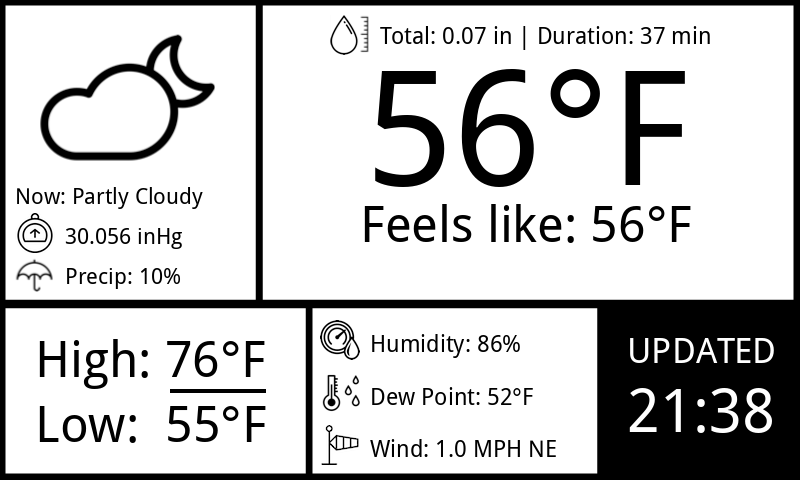 Now: Partly Cloudy
30.056 inHg
Precip: 10%
Total: 0.07 in | Duration: 37 min
56°F
Feels like: 56°F
High: 76°F
Low: 55°F
Humidity: 86%
Dew Point: 52°F
Wind: 1.0 MPH NE
UPDATED
21:38